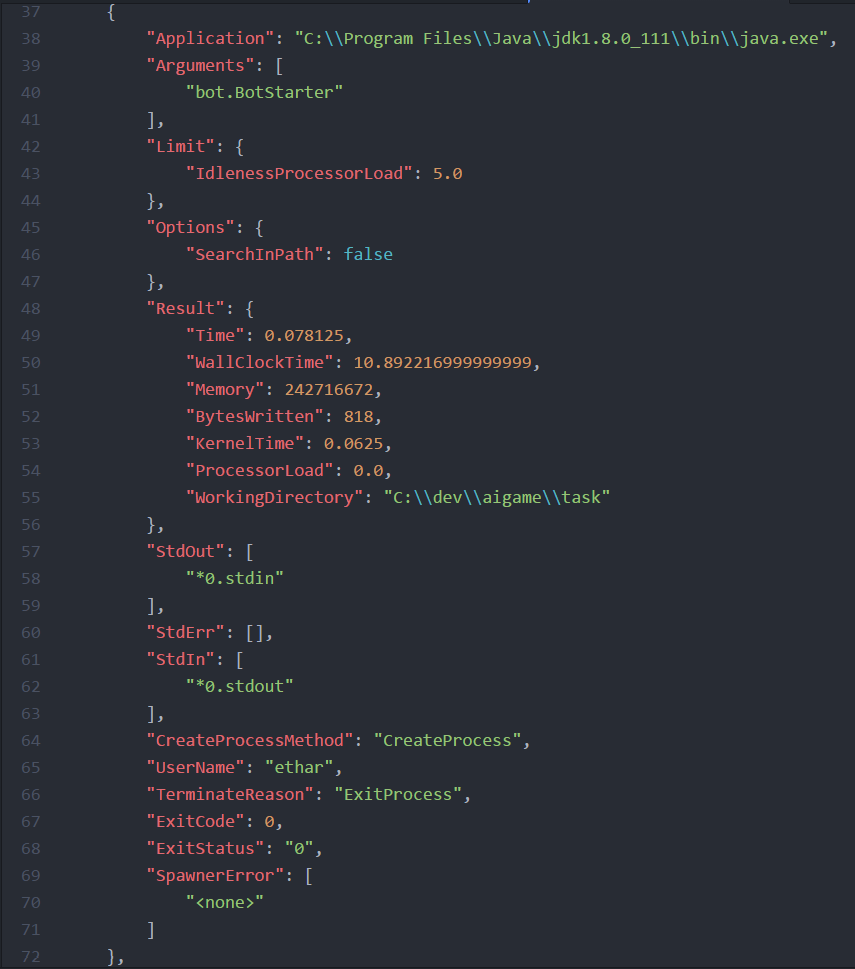 37 {
38 "Application": "C:\\Program Files\\Java\\jdk1.8.0_111\\bin\\java.exe",
39 "Arguments": [
40 "bot.BotStarter"
41 ],
42 "Limit": {
43 "IdlenessProcessorLoad": 5.0
44 },
45 "Options": {
46 "SearchInPath": false
47 },
48 "Result": {
49 "Time": 0.078125,
50 "WallClockTime": 10.892216999999999,
51 "Memory": 242716672,
52 "BytesWritten": 818,
53 "KernelTime": 0.0625,
54 "ProcessorLoad": 0.0,
55 "WorkingDirectory": "C:\\dev\\aigame\\task"
56 },
57 "StdOut": [
58 "*0.stdin"
59 ],
60 "StdErr": [],
61 "StdIn": [
62 "*0.stdout"
63 ],
64 "CreateProcessMethod": "CreateProcess",
65 "UserName": "ethar",
66 "TerminateReason": "ExitProcess",
67 "ExitCode": 0,
68 "ExitStatus": "0",
69 "SpawnerError": [
70 "<none>"
71 ]
72 },